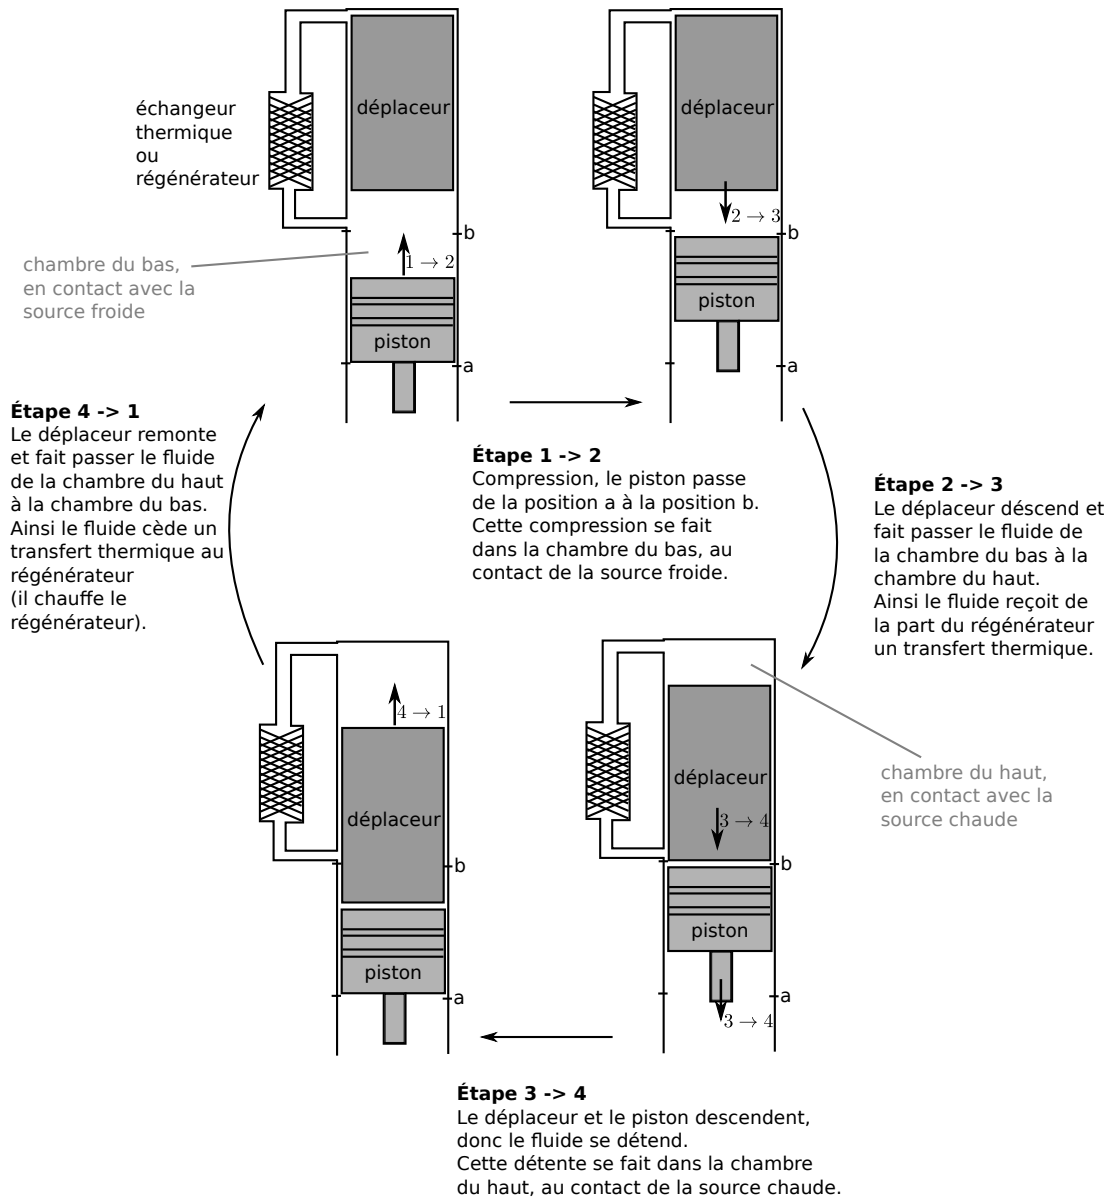 déplaceur
échangeur
thermique
ou
régénérateur
b
1 → 2
chambre du bas,
en contact avec la
source froide
piston
a
déplaceur
2 → 3
b
piston
a
Étape 4 -> 1
Le déplaceur remonte
et fait passer le fluide
de la chambre du haut
à la chambre du bas.
Ainsi le fluide cède un
transfert thermique au
régénérateur
(il chauffe le
régénérateur).
Étape 1 -> 2
Compression, le piston passe
de la position a à la position b.
Cette compression se fait
dans la chambre du bas, au
contact de la source froide.
Étape 2 -> 3
Le déplaceur déscend et
fait passer le fluide de
la chambre du bas à la
chambre du haut.
Ainsi le fluide reçoit de
la part du régénérateur
un transfert thermique.
4 → 1
déplaceur
b
piston
a
déplaceur
3 → 4
b
piston
a
3 → 4
chambre du haut,
en contact avec la
source chaude
Étape 3 -> 4
Le déplaceur et le piston descendent,
donc le fluide se détend.
Cette détente se fait dans la chambre
du haut, au contact de la source chaude.